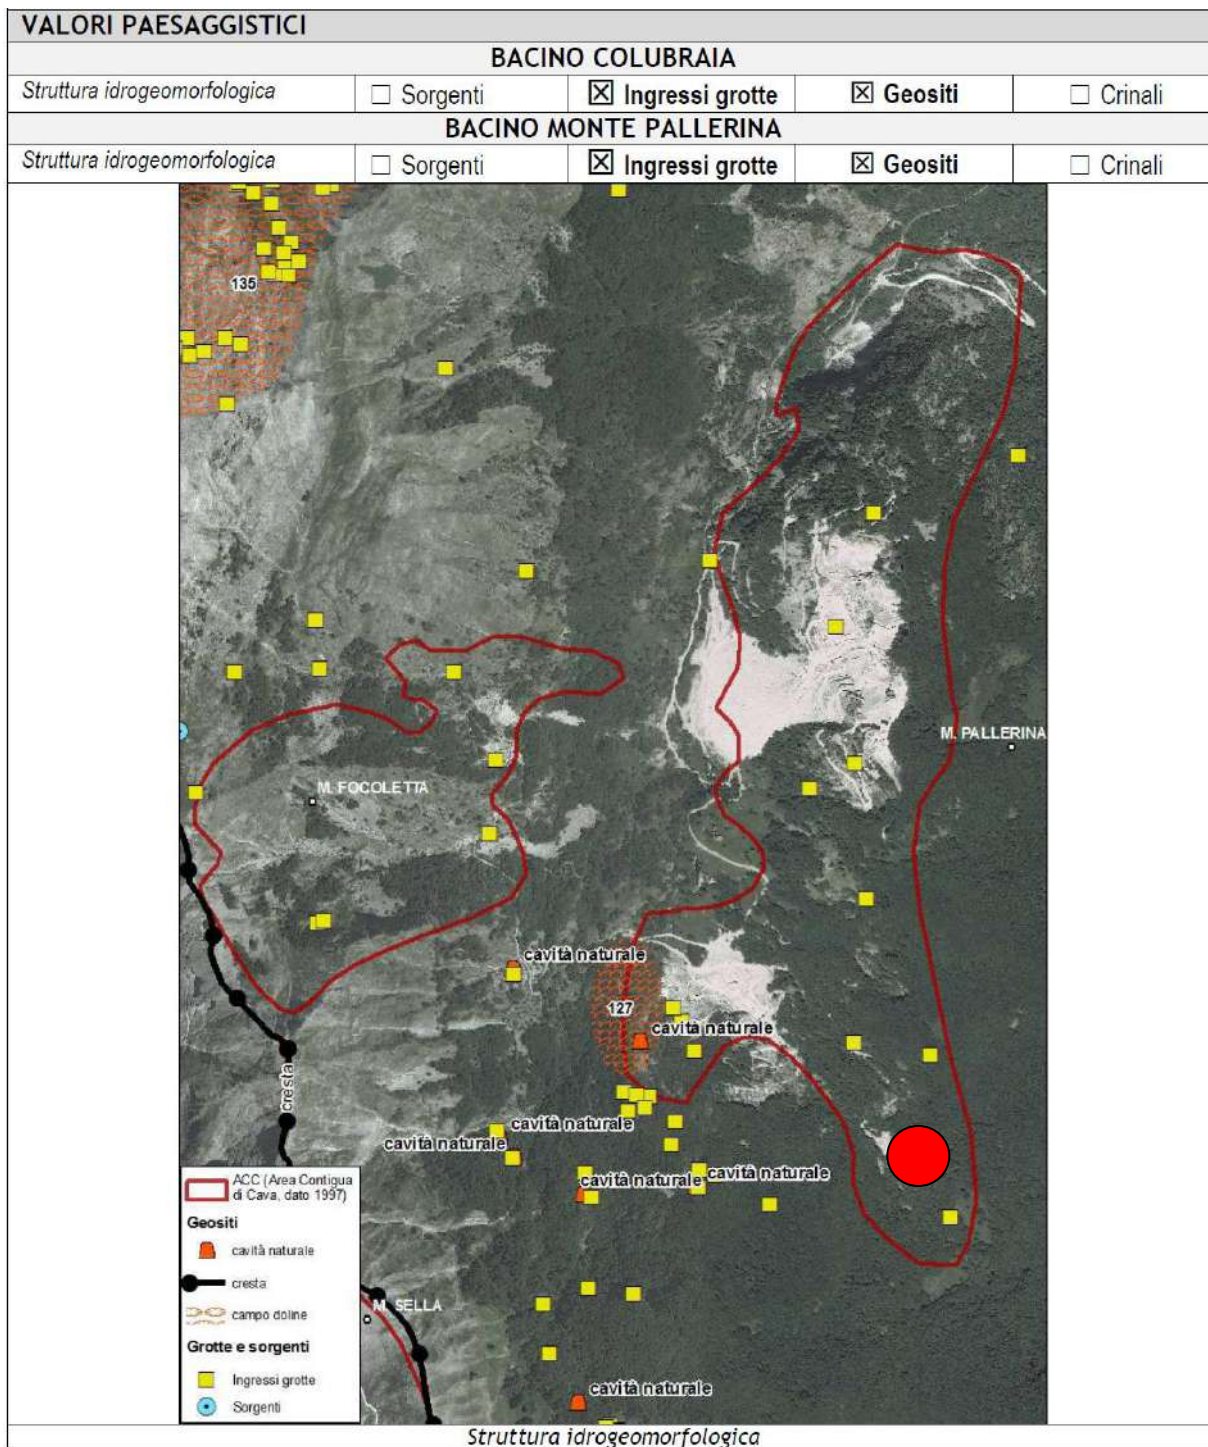 VALORI PAESAGGISTICI
BACINO COLUBRAIA
Struttura idrogeomorfologica ☐ Sorgenti ☒ Ingressi grotte ☒ Geositi ☐ Crinali
BACINO MONTE PALLERINA
Struttura idrogeomorfologica ☐ Sorgenti ☒ Ingressi grotte ☒ Geositi ☐ Crinali
135
M. PALLERINA
M. FOCOLETTA
cavità naturale
127
cavità naturale
cresta
cavità naturale
cavità naturale
cavità naturale
cavità naturale
M. SELLA
cavità naturale
ACC (Area Contigua
di Cava, dato 1997)
Geositi
cavità naturale
cresta
campo doline
Grotte e sorgenti
Ingressi grotte
Sorgenti
Struttura idrogeomorfologica